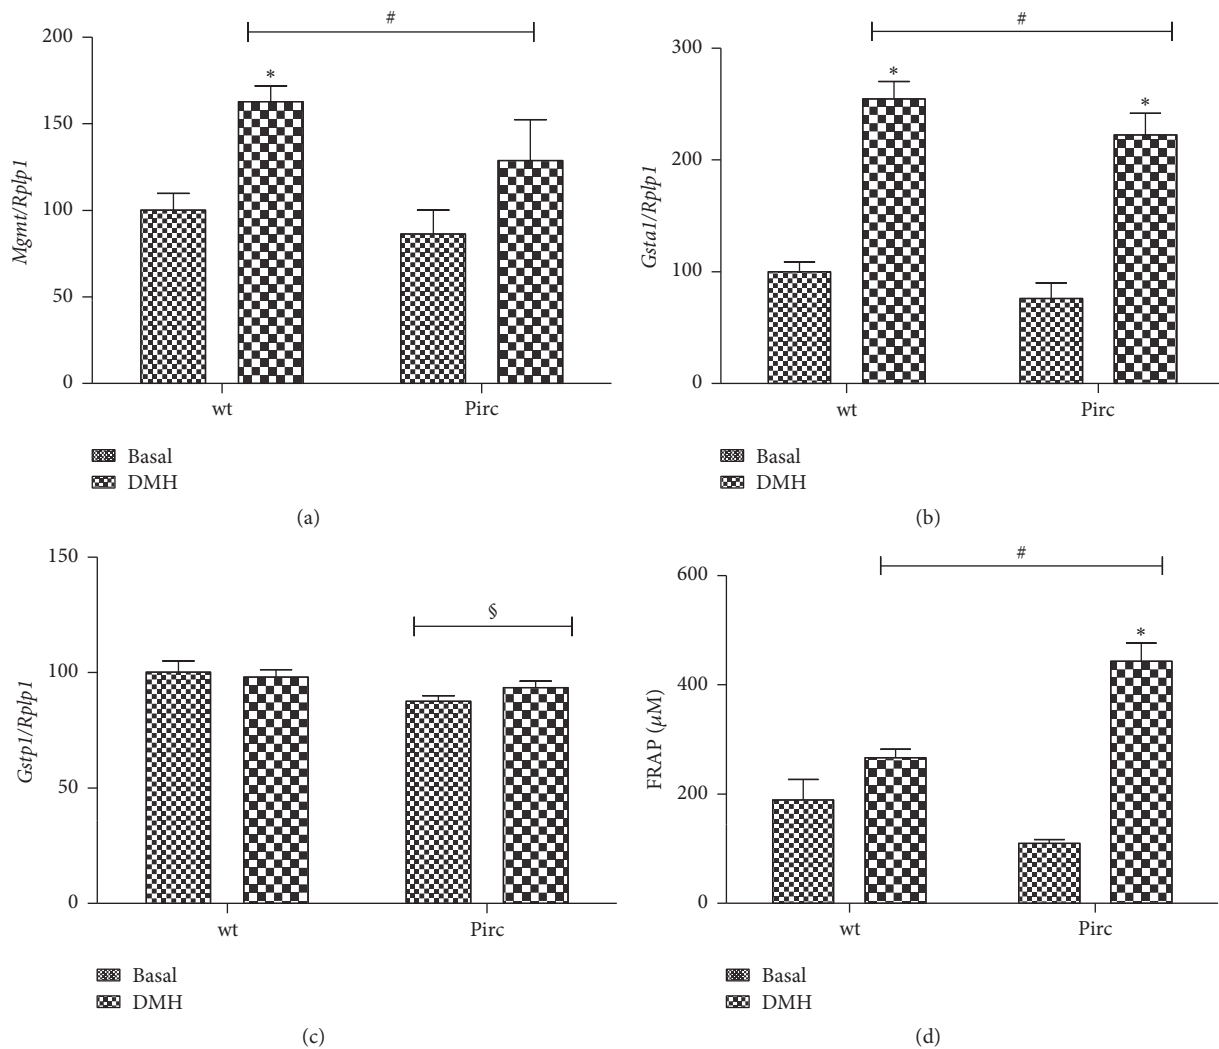 #
200
*
150
100
50
0
Mgmt/Rplp1
wt
Pirc
Basal
DMH
(a)
#
300
*
*
200
100
0
Gsta1/Rplp1
wt
Pirc
Basal
DMH
(b)
150
§
100
50
0
Gstp1/Rplp1
wt
Pirc
Basal
DMH
(c)
#
600
*
400
200
0
FRAP (μM)
wt
Pirc
Basal
DMH
(d)